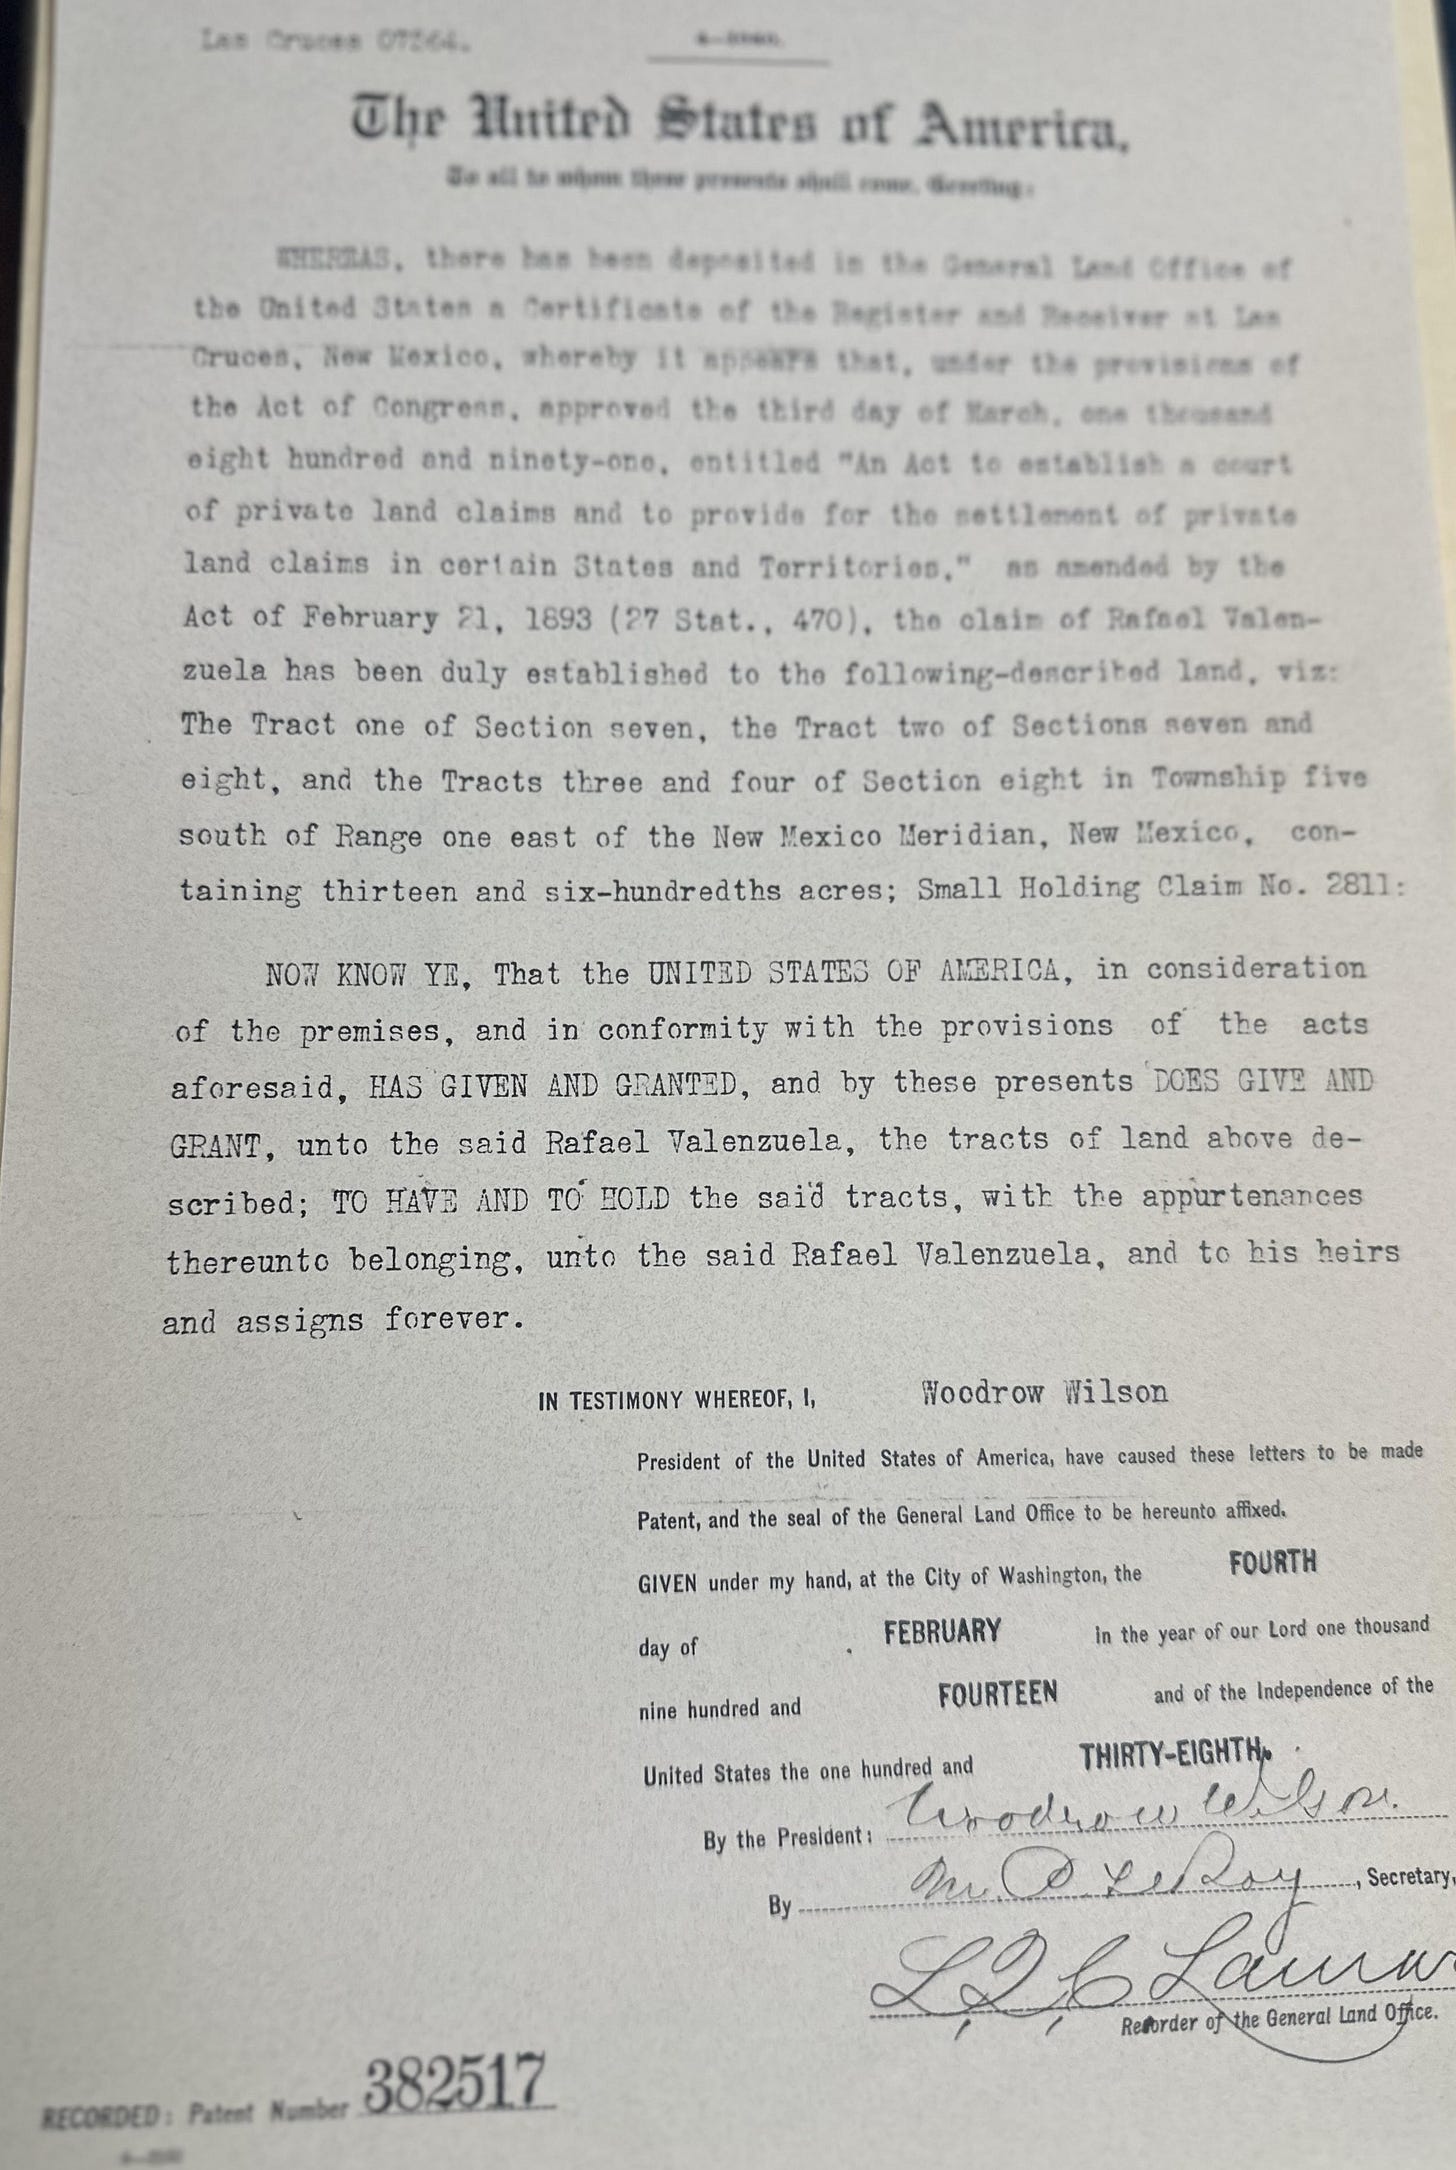 Las Cruces 07564.
The United States of America,
To all to whom these presents shall come, Greeting:
WHEREAS, there has been deposited in the General Land Office of
the United States a Certificate of the Register and Receiver at Las
Cruces, New Mexico, whereby it appears that, under the provisions of
the Act of Congress, approved the third day of March, one thousand
eight hundred and ninety-one, entitled "An Act to establish a court
of private land claims and to provide for the settlement of private
land claims in certain States and Territories," as amended by the
Act of February 21, 1893 (27 Stat., 470), the claim of Rafael Valen-
zuela has been duly established to the following-described land, viz:
The Tract one of Section seven, the Tract two of Sections seven and
eight, and the Tracts three and four of Section eight in Township five
south of Range one east of the New Mexico Meridian, New Mexico, con-
taining thirteen and six-hundredths acres; Small Holding Claim No. 2811:
NOW KNOW YE, That the UNITED STATES OF AMERICA, in consideration
of the premises, and in conformity with the provisions of the acts
aforesaid, HAS GIVEN AND GRANTED, and by these presents DOES GIVE AND
GRANT, unto the said Rafael Valenzuela, the tracts of land above de-
scribed; TO HAVE AND TO HOLD the said tracts, with the appurtenances
thereunto belonging, unto the said Rafael Valenzuela, and to his heirs
and assigns forever.
IN TESTIMONY WHEREOF, I, Woodrow Wilson
President of the United States of America, have caused these letters to be made
Patent, and the seal of the General Land Office to be hereunto affixed.
GIVEN under my hand, at the City of Washington, the FOURTH
day of FEBRUARY in the year of our Lord one thousand
nine hundred and FOURTEEN and of the Independence of the
United States the one hundred and THIRTY-EIGHTH.
By the President: Woodrow Wilson.
By M. P. LeRoy, Secretary,
L. Q. C. Lamar
Recorder of the General Land Office.
RECORDED: Patent Number 382517